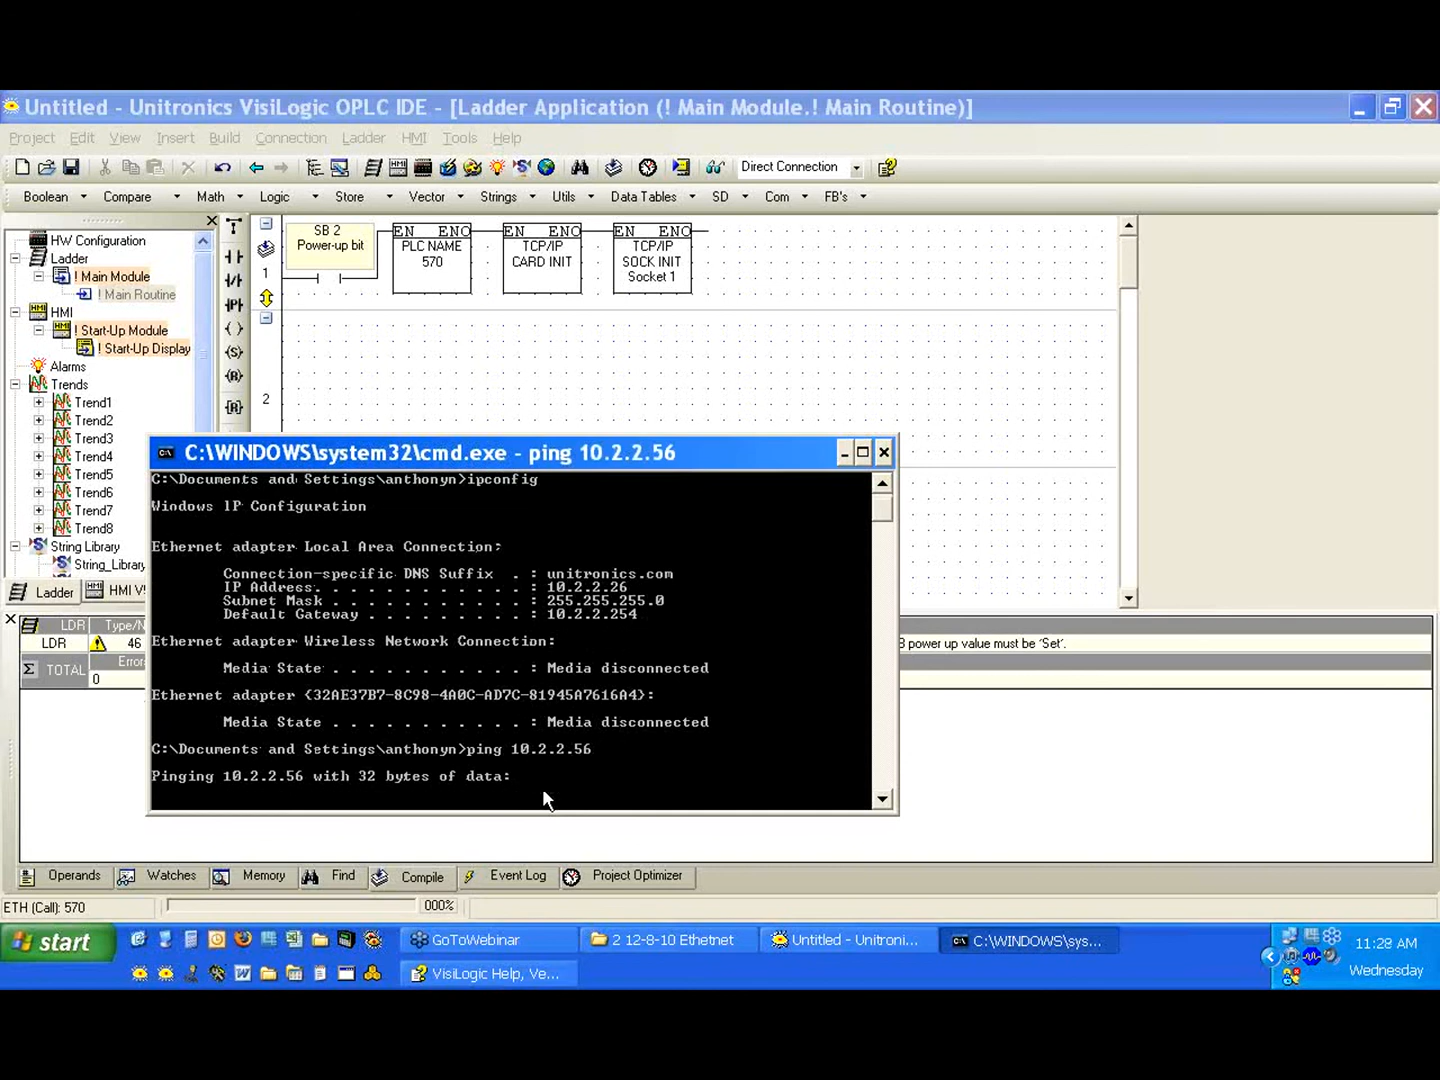 Untitled - Unitronics VisiLogic OPLC IDE - [Ladder Application (! Main Module.! Main Routine)]
Project Edit View Insert Build Connection Ladder HMI Tools Help
Direct Connection
Boolean Compare Math Logic Store Vector Strings Utils Data Tables SD Com FB's
HW Configuration
Ladder
! Main Module
! Main Routine
HMI
! Start-Up Module
! Start-Up Display
Alarms
Trends
Trend1
Trend2
Trend3
Trend4
Trend5
Trend6
Trend7
Trend8
String Library
String_Library
Ladder
1
SB 2
Power-up bit
EN ENO
PLC NAME
570
EN ENO
TCP/IP
CARD INIT
EN ENO
TCP/IP
SOCK INIT
Socket 1
2
C:\WINDOWS\system32\cmd.exe - ping 10.2.2.56
C:\Documents and Settings\anthonyn>ipconfig
Windows IP Configuration
Ethernet adapter Local Area Connection:
Connection-specific DNS Suffix . : unitronics.com
IP Address. . . . . . . . . . . . : 10.2.2.26
Subnet Mask . . . . . . . . . . . : 255.255.255.0
Default Gateway . . . . . . . . . : 10.2.2.254
Ethernet adapter Wireless Network Connection:
Media State . . . . . . . . . . . : Media disconnected
Ethernet adapter {32AE37B7-8C98-4A0C-AD7C-81945A7616A4}:
Media State . . . . . . . . . . . : Media disconnected
C:\Documents and Settings\anthonyn>ping 10.2.2.56
Pinging 10.2.2.56 with 32 bytes of data:
LDR
LDR 46
power up value must be 'Set'.
TOTAL
0
Operands Watches Memory Find Compile Event Log Project Optimizer
ETH (Call): 570
000%
start
GoToWebinar
2 12-8-10 Ethetnet
Untitled - Unitroni...
C:\WINDOWS\sys...
VisiLogic Help, Ve...
11:28 AM
Wednesday